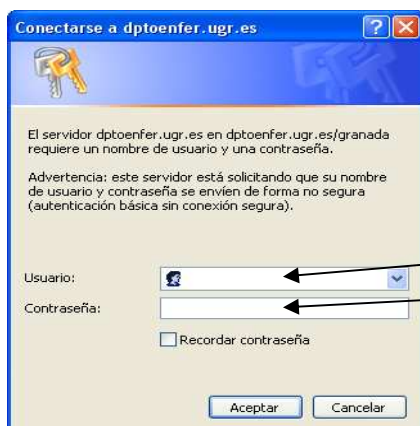 Conectarse a dptoenfer.ugr.es
El servidor dptoenfer.ugr.es en dptoenfer.ugr.es/granada
requiere un nombre de usuario y una contraseña.
Advertencia: este servidor está solicitando que su nombre
de usuario y contraseña se envíen de forma no segura
(autenticación básica sin conexión segura).
Usuario:
Contraseña:
Recordar contraseña
Aceptar Cancelar